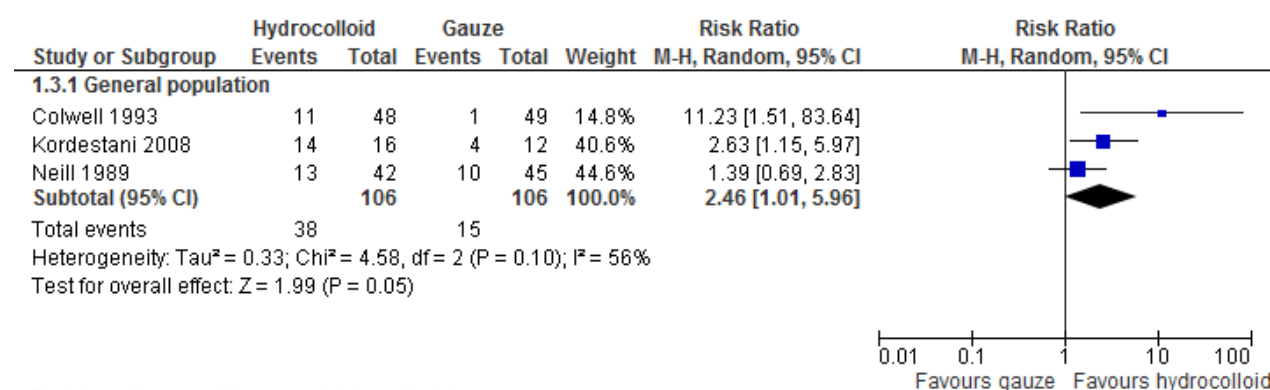 Hydrocolloid Gauze Risk Ratio Risk Ratio
Study or Subgroup Events Total Events Total Weight M-H, Random, 95% CI M-H, Random, 95% CI
1.3.1 General population
Colwell 1993 11 48 1 49 14.8% 11.23 [1.51, 83.64]
Kordestani 2008 14 16 4 12 40.6% 2.63 [1.15, 5.97]
Neill 1989 13 42 10 45 44.6% 1.39 [0.69, 2.83]
Subtotal (95% CI) 106 106 100.0% 2.46 [1.01, 5.96]
Total events 38 15
Heterogeneity: Tau² = 0.33; Chi² = 4.58, df = 2 (P = 0.10); I² = 56%
Test for overall effect: Z = 1.99 (P = 0.05)
0.01 0.1 1 10 100
Favours gauze Favours hydrocolloid